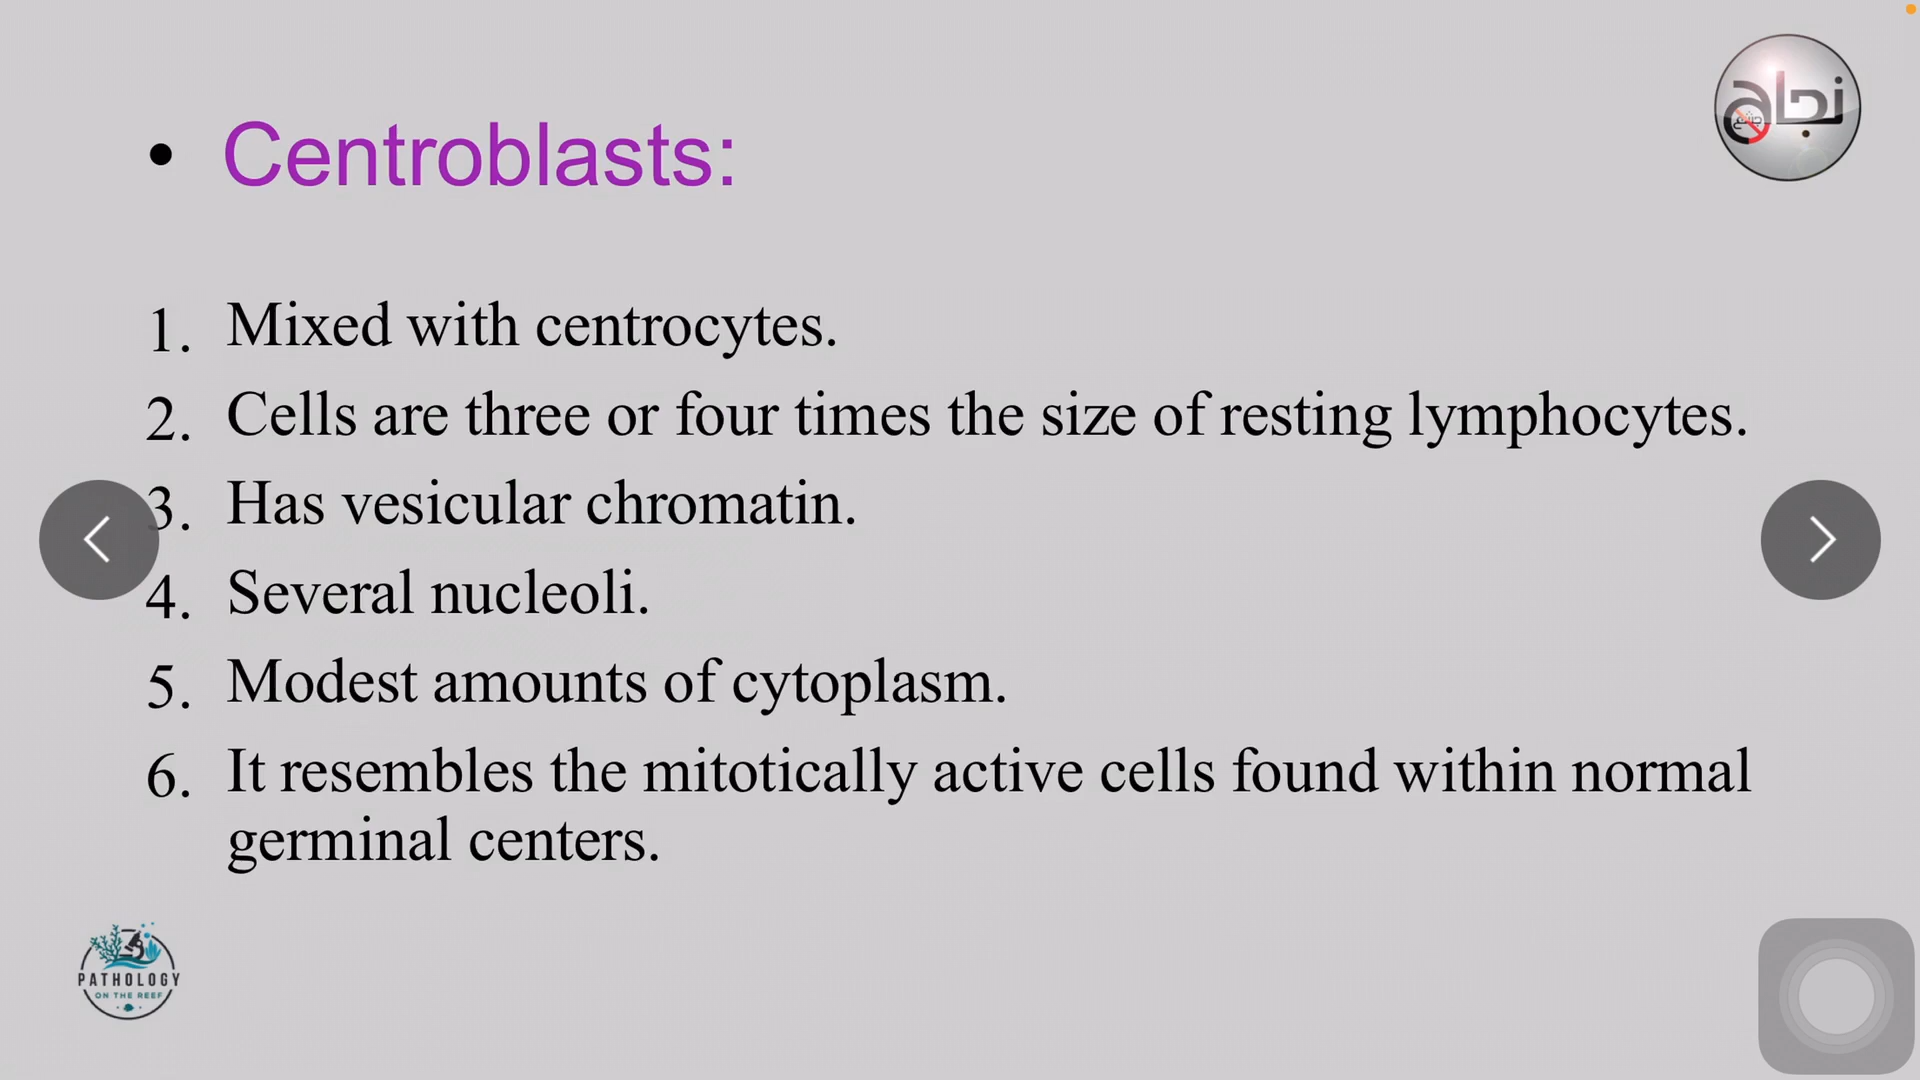 نجاح
جشع
• Centroblasts:
1. Mixed with centrocytes.
2. Cells are three or four times the size of resting lymphocytes.
3. Has vesicular chromatin.
4. Several nucleoli.
5. Modest amounts of cytoplasm.
6. It resembles the mitotically active cells found within normal
germinal centers.
PATHOLOGY
ON THE REEF